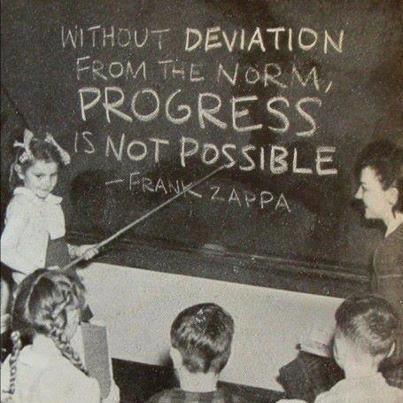 WITHOUT DEVIATION
FROM THE NORM,
PROGRESS
IS NOT POSSIBLE
- FRANK ZAPPA